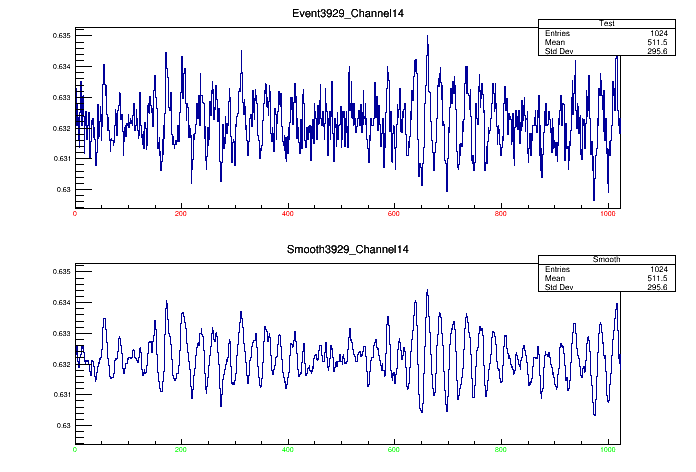 Event3929_Channel14
Test
Entries 1024
Mean 511.5
Std Dev 295.6
0.635
0.634
0.633
0.632
0.631
0.63
0 200 400 600 800 1000
Smooth3929_Channel14
Smooth
Entries 1024
Mean 511.5
Std Dev 295.6
0.635
0.634
0.633
0.632
0.631
0.63
0 200 400 600 800 1000